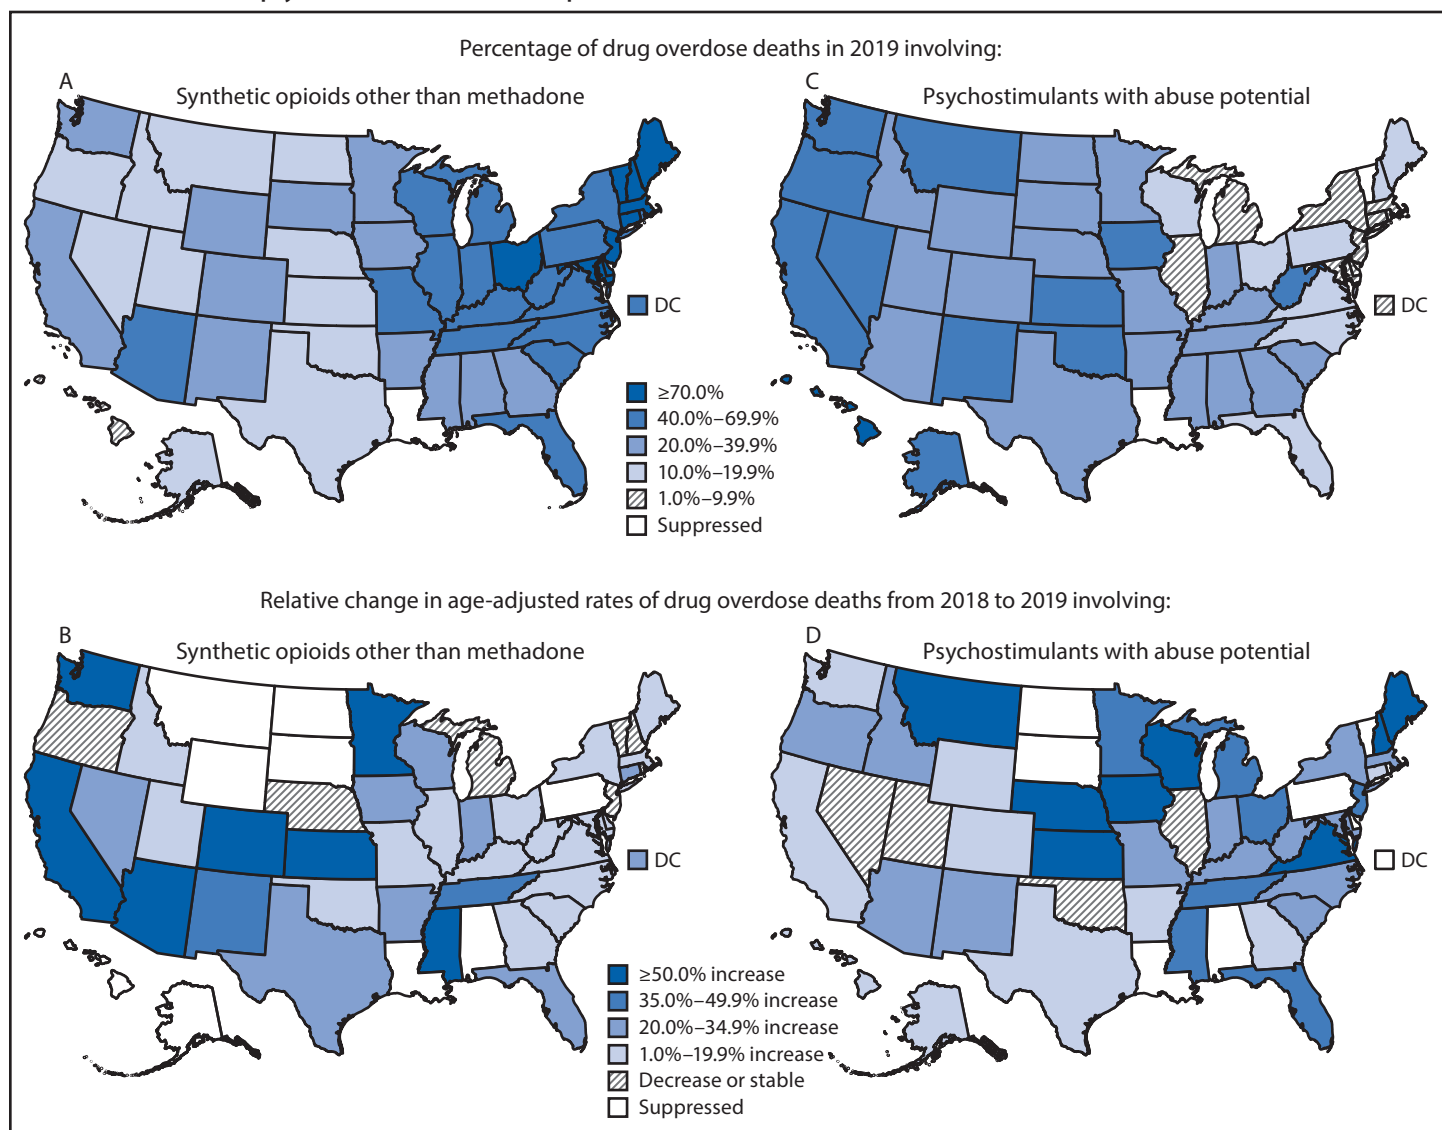 Percentage of drug overdose deaths in 2019 involving:
A
Synthetic opioids other than methadone
C
Psychostimulants with abuse potential
DC
DC
≥70.0%
40.0%–69.9%
20.0%–39.9%
10.0%–19.9%
1.0%–9.9%
Suppressed
Relative change in age-adjusted rates of drug overdose deaths from 2018 to 2019 involving:
B
Synthetic opioids other than methadone
D
Psychostimulants with abuse potential
DC
DC
≥50.0% increase
35.0%–49.9% increase
20.0%–34.9% increase
1.0%–19.9% increase
Decrease or stable
Suppressed